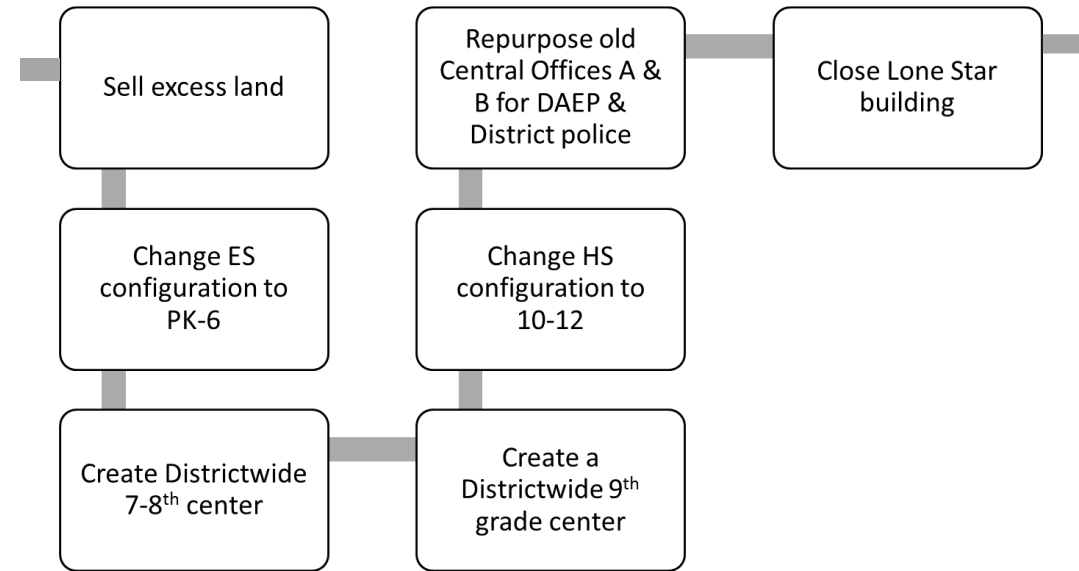 Sell excess land
Change ES
configuration to
PK-6
Create Districtwide
7-8th center
Create a
Districtwide 9th
grade center
Change HS
configuration to
10-12
Repurpose old
Central Offices A &
B for DAEP &
District police
Close Lone Star
building